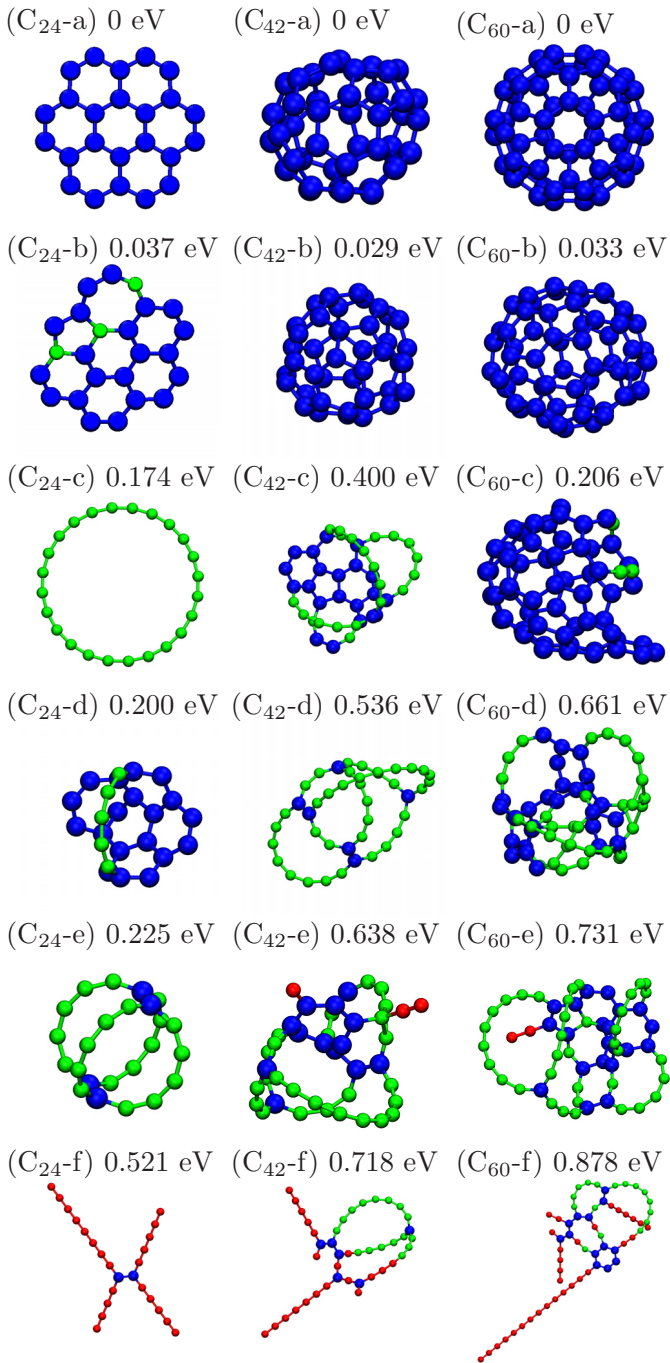 (C₂₄-a) 0 eV (C₄₂-a) 0 eV (C₆₀-a) 0 eV
(C₂₄-b) 0.037 eV (C₄₂-b) 0.029 eV (C₆₀-b) 0.033 eV
(C₂₄-c) 0.174 eV (C₄₂-c) 0.400 eV (C₆₀-c) 0.206 eV
(C₂₄-d) 0.200 eV (C₄₂-d) 0.536 eV (C₆₀-d) 0.661 eV
(C₂₄-e) 0.225 eV (C₄₂-e) 0.638 eV (C₆₀-e) 0.731 eV
(C₂₄-f) 0.521 eV (C₄₂-f) 0.718 eV (C₆₀-f) 0.878 eV